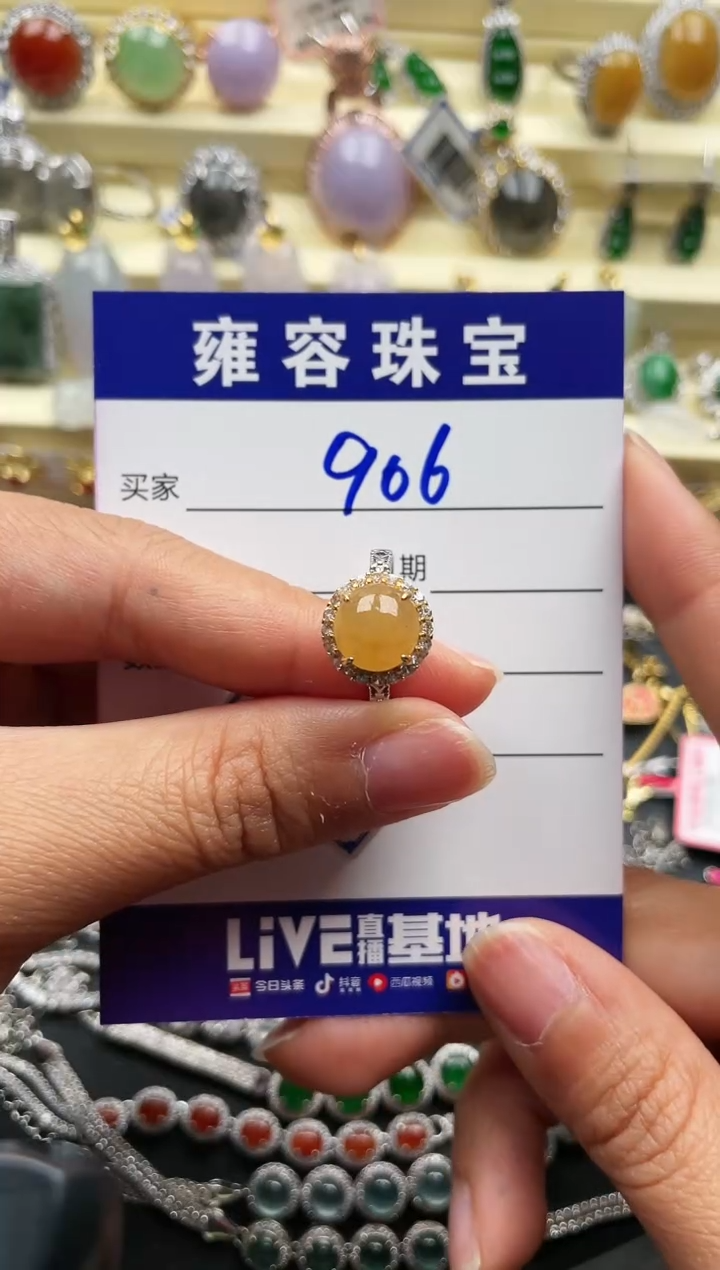 雍容珠宝
906
买家
期
LiVE直播基地
今日头条 抖音 西瓜视频